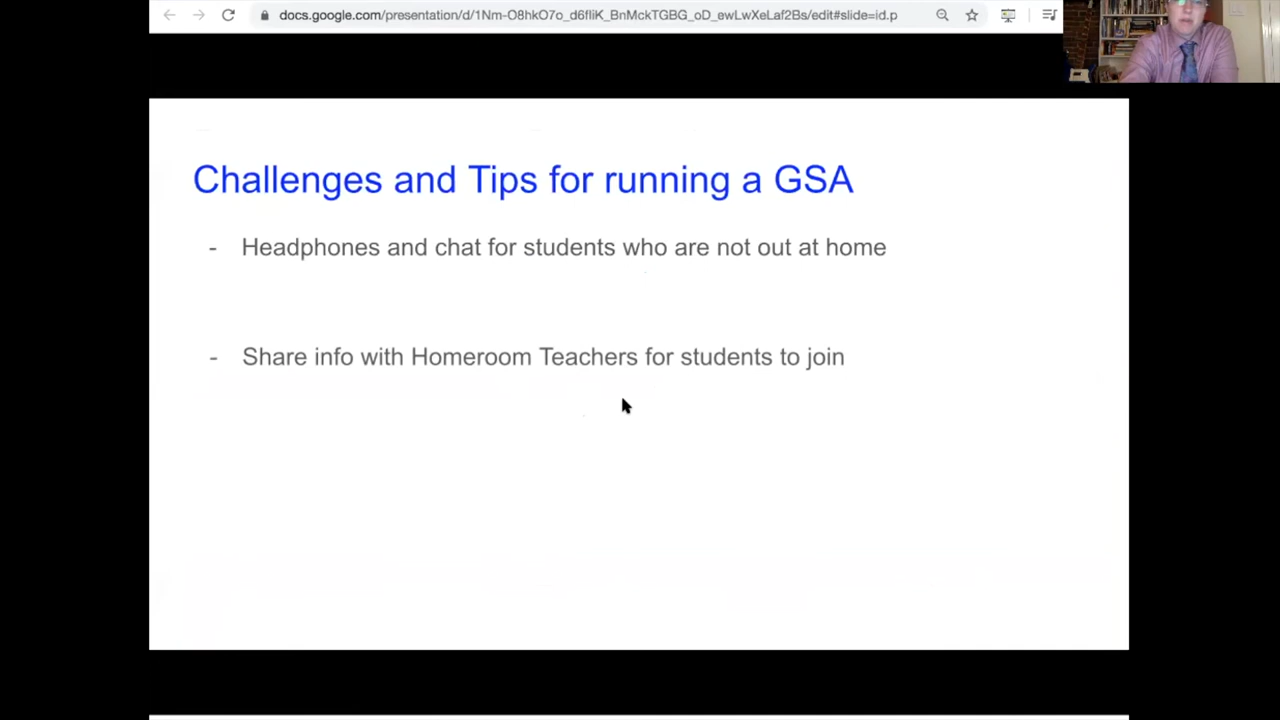 docs.google.com/presentation/d/1Nm-O8hkO7o_d6fliK_BnMckTGBG_oD_ewLwXeLaf2Bs/edit#slide=id.p
Challenges and Tips for running a GSA
- Headphones and chat for students who are not out at home
- Share info with Homeroom Teachers for students to join